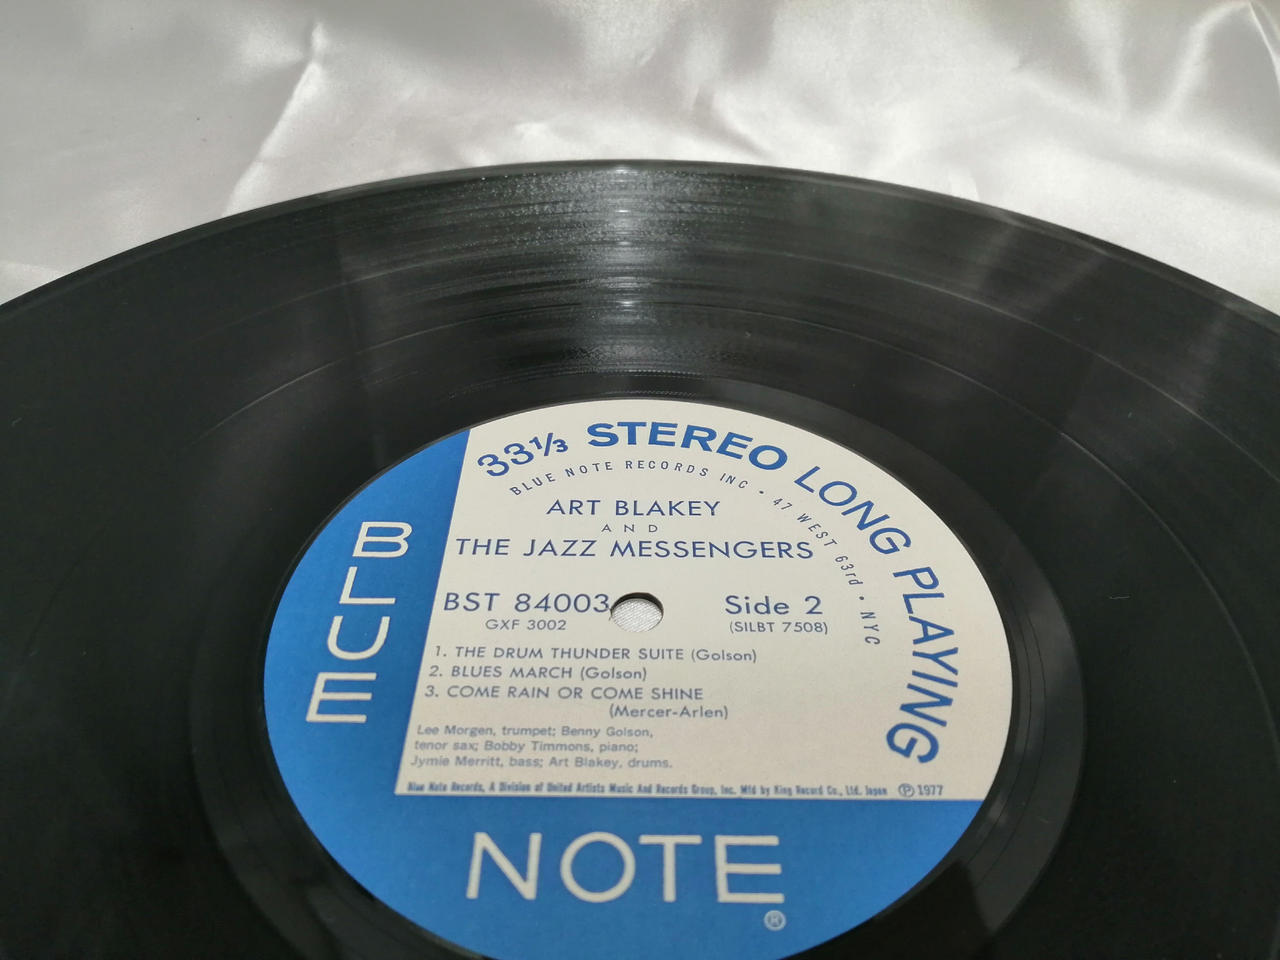 33⅓ STEREO LONG PLAYING
BLUE NOTE RECORDS INC • 47 WEST 63rd • NYC
ART BLAKEY
AND
THE JAZZ MESSENGERS
BST 84003
GXF 3002
Side 2
(SILBT 7508)
1. THE DRUM THUNDER SUITE (Golson)
2. BLUES MARCH (Golson)
3. COME RAIN OR COME SHINE
(Mercer-Arlen)
Lee Morgen, trumpet; Benny Golson,
tenor sax; Bobby Timmons, piano;
Jymie Merritt, bass; Art Blakey, drums.
Blue Note Records, A Division of United Artists Music And Records Group, Inc. Mfd by King Record Co., Ltd. Japan ℗ 1977
BLUE
NOTE
®